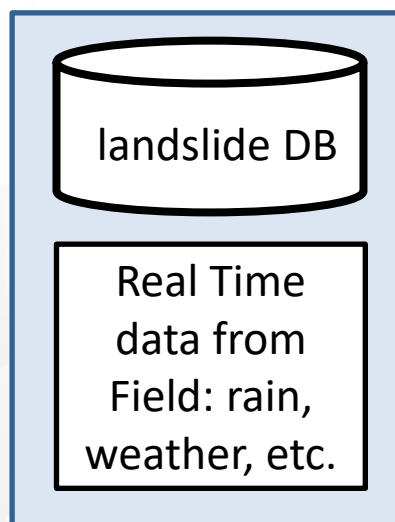 landslide DB
Real Time
data from
Field: rain,
weather, etc.